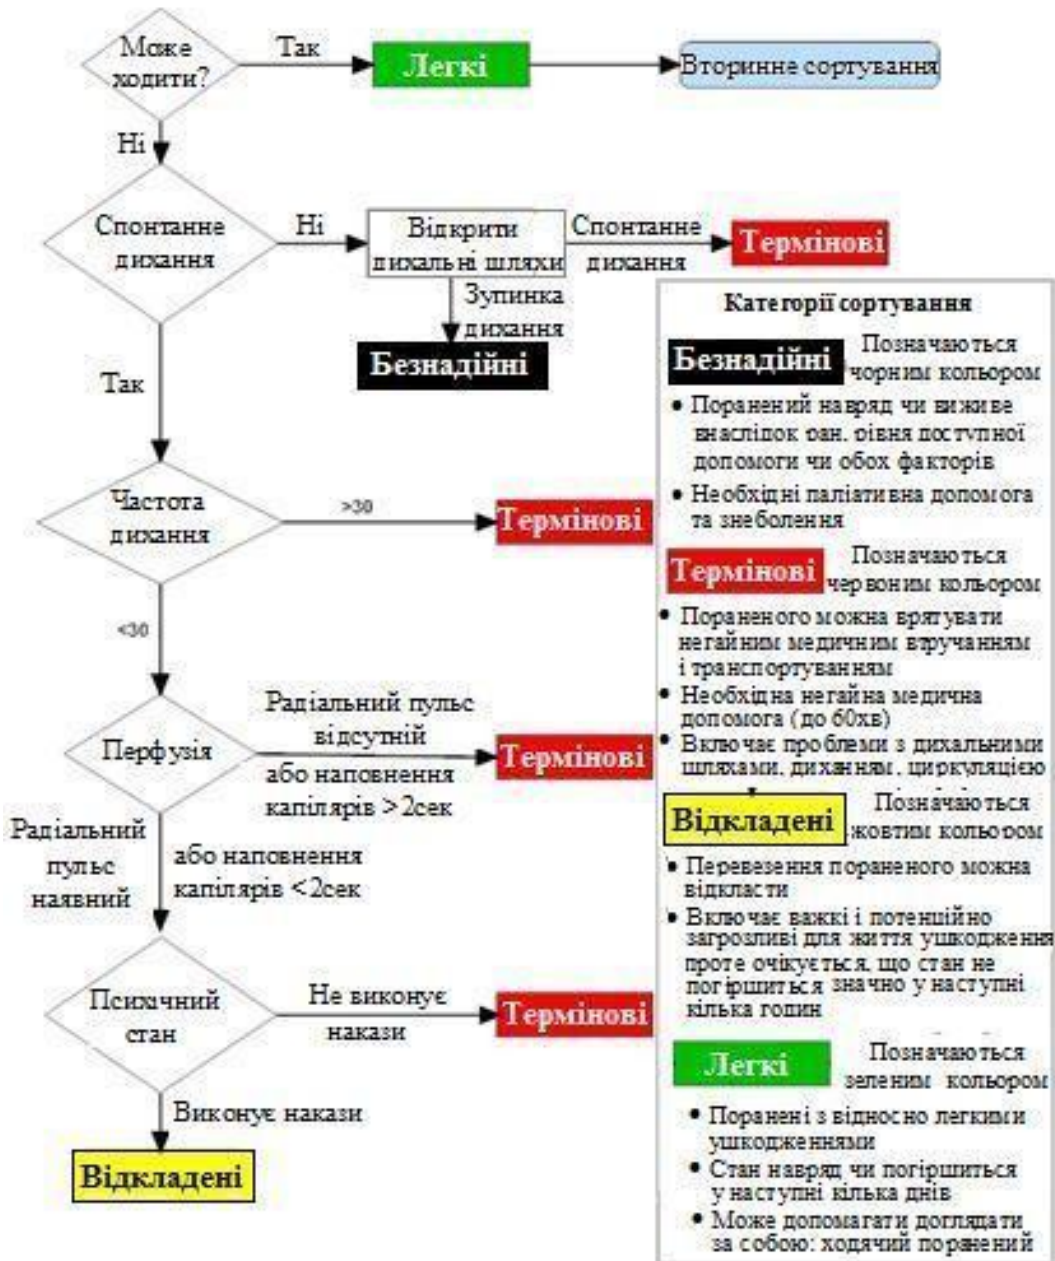 Може
ходити?
Так
Легкі
Вторинне сортування
Ні
Спонтанне
дихання
Ні
Відкрити
дихальні шляхи
Спонтанне
дихання
Термінові
Зупинка
дихання
Безнадійні
Так
Частота
дихання
>30
Термінові
<30
Перфузія
Радіальний пульс
відсутній
або наповнення
капілярів >2сек
Термінові
Радіальний
пульс
наявний
або наповнення
капілярів <2сек
Психічний
стан
Не виконує
накази
Термінові
Виконує накази
Відкладені
Категорії сортування
Безнадійні
Позначаються
чорним кольором
• Поранений навряд чи виживе
внаслідок ран, рівня доступної
допомоги чи обох факторів
• Необхідні паліативна допомога
та знеболення
Термінові
Позначаються
червоним кольором
• Пораненого можна врятувати
негайним медичним втручанням
і транспортуванням
• Необхідна негайна медична
допомога (до 60хв)
• Включає проблеми з дихальними
шляхами, диханням, циркуляцією
Відкладені
Позначаються
жовтим кольором
• Перевезення пораненого можна
відкласти
• Включає важкі і потенційно
загрозливі для життя ушкодження
проте очікується, що стан не
погіршиться значно у наступні
кілька годин
Легкі
Позначаються
зеленим кольором
• Поранені з відносно легкими
ушкодженнями
• Стан навряд чи погіршиться
у наступні кілька днів
• Може допомагати доглядати
за собою: ходячий поранений